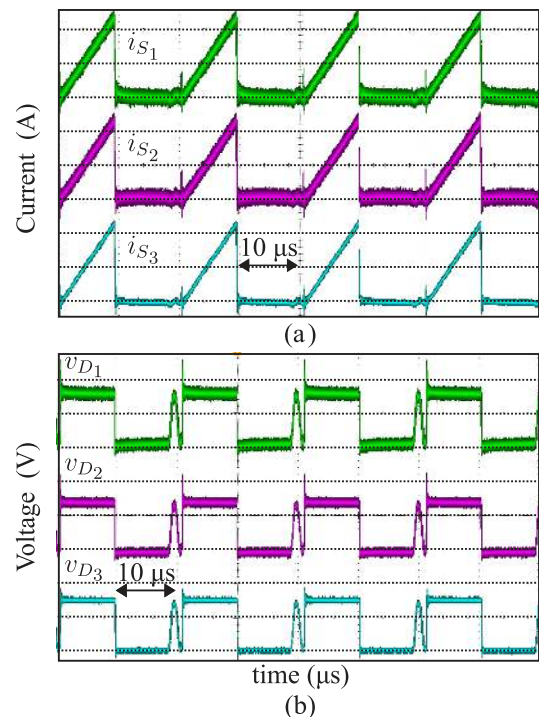 Current (A)
i_{S_1}
i_{S_2}
i_{S_3}
10 μs
(a)
Voltage (V)
v_{D_1}
v_{D_2}
v_{D_3}
10 μs
time (μs)
(b)